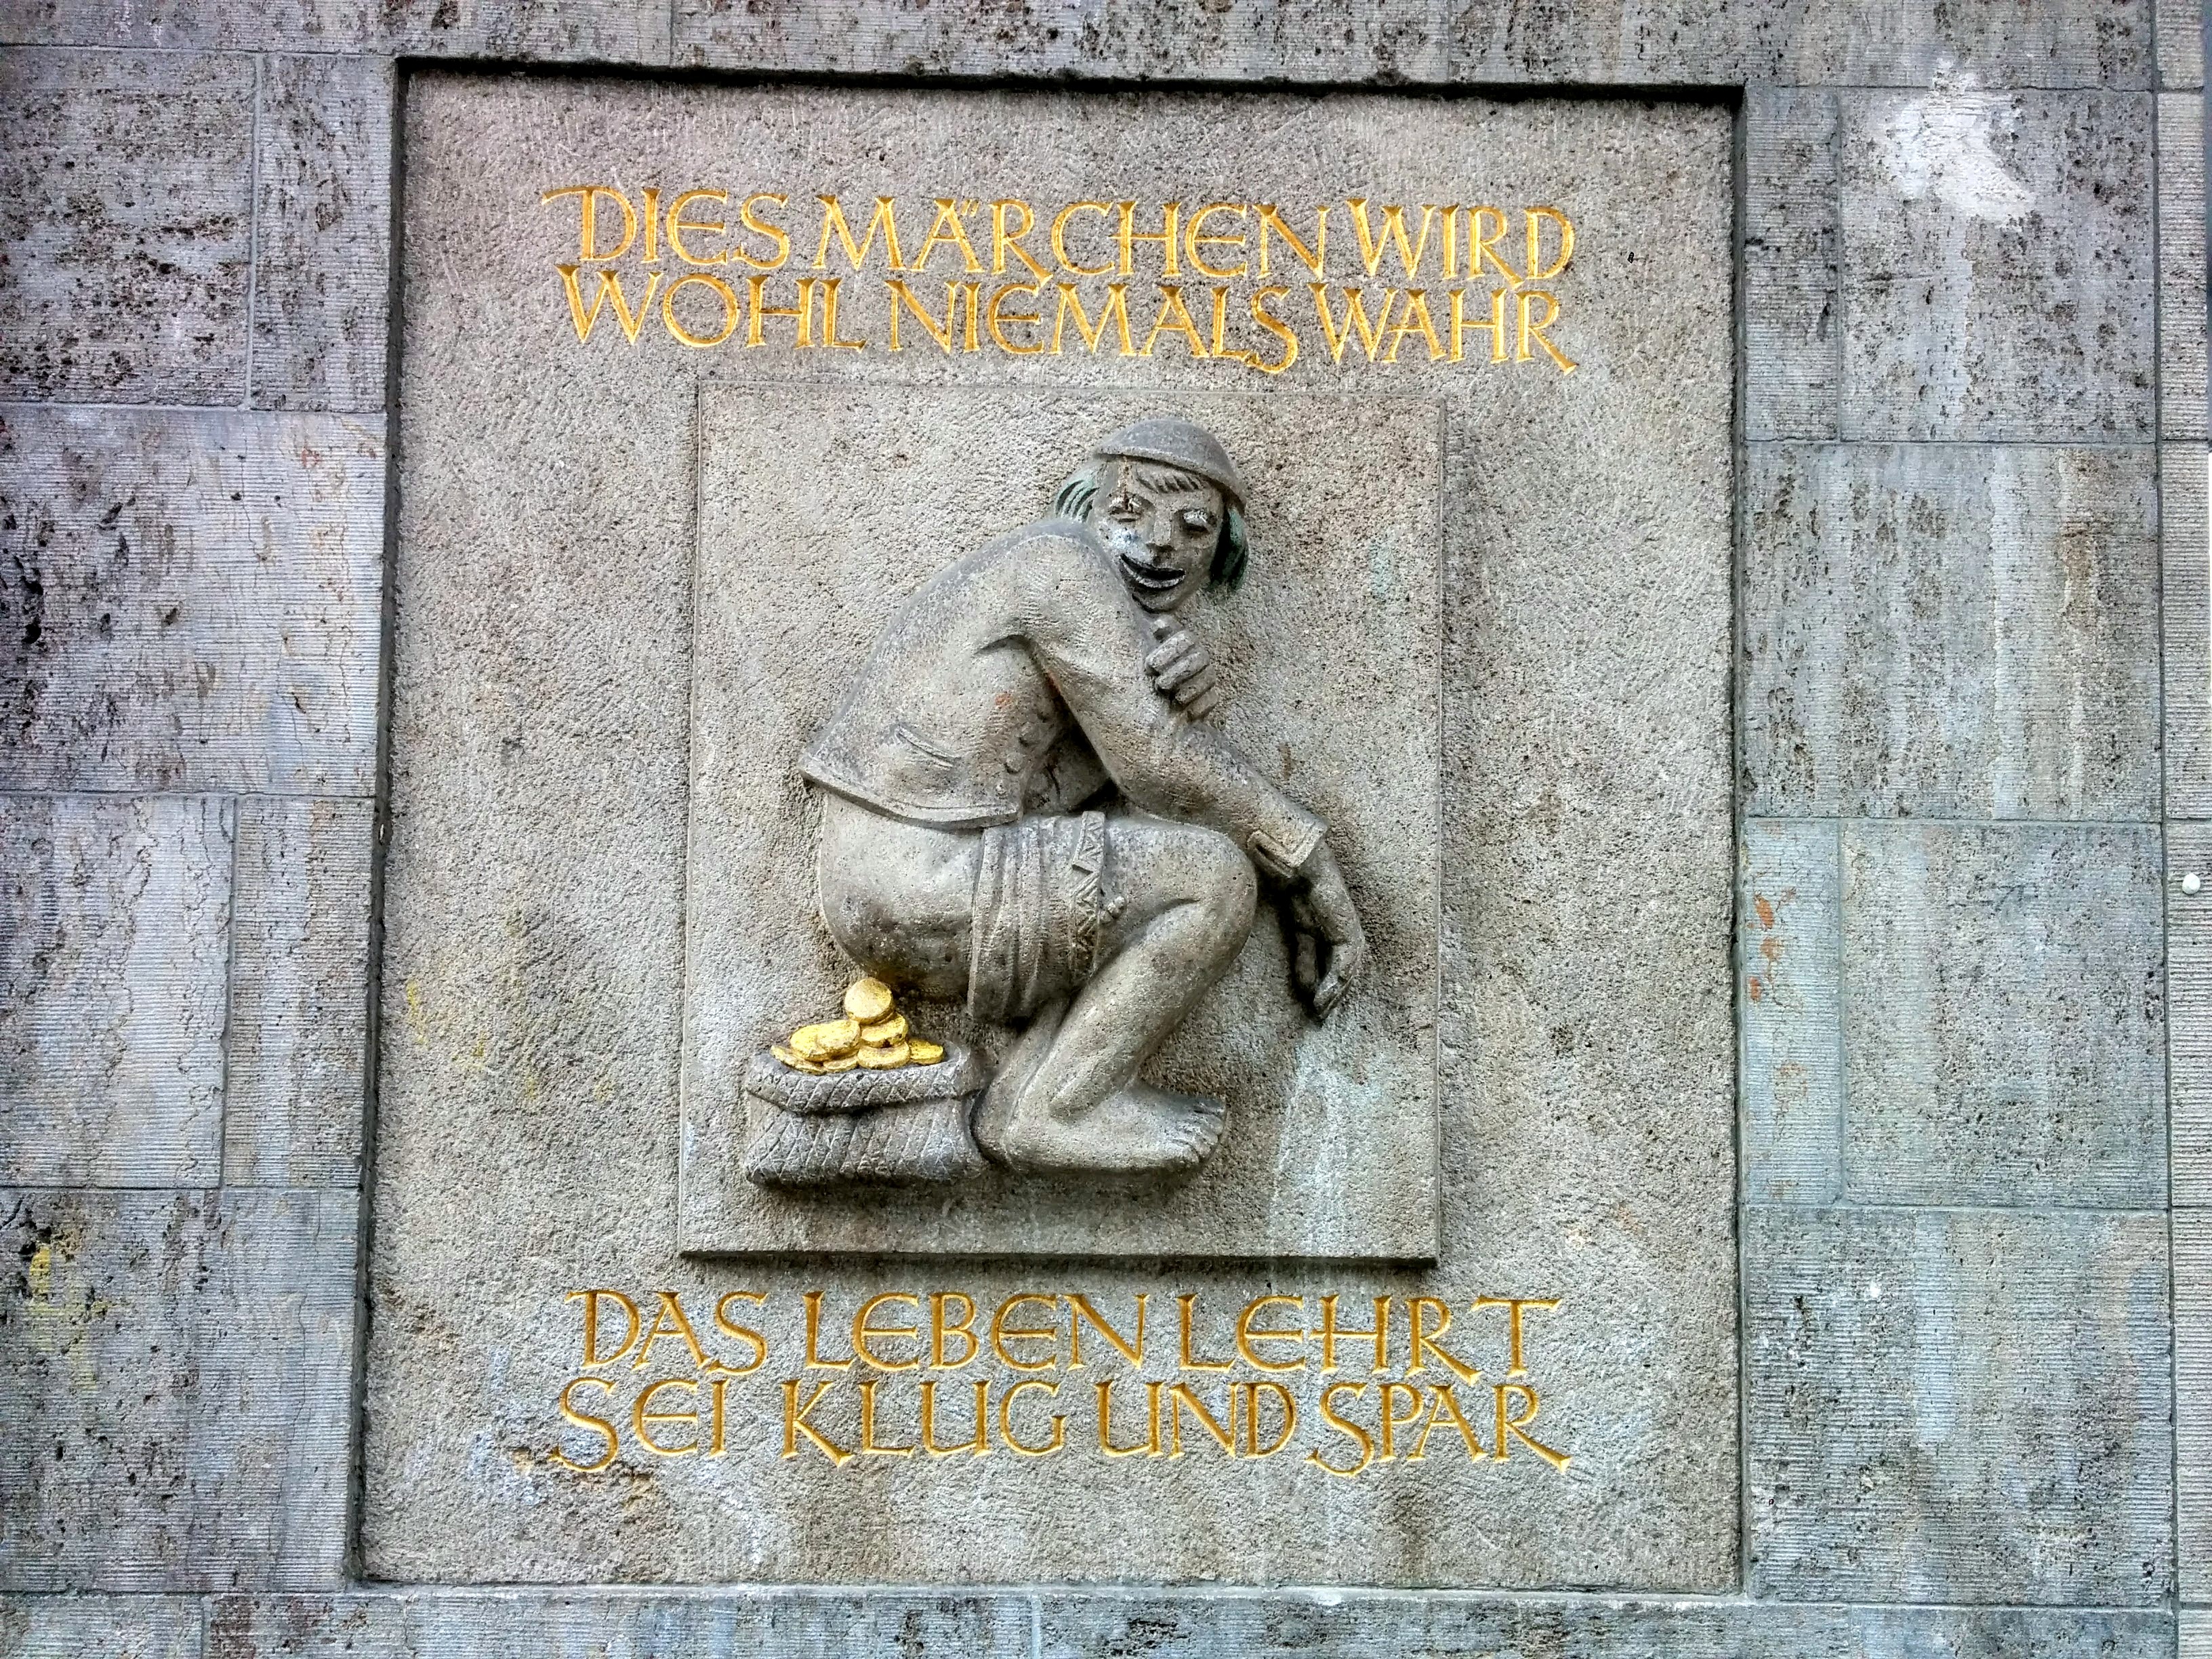 DIES MÄRCHEN WIRD
WOHL NIEMALS WAHR
DAS LEBEN LEHRT
SEI KLUG UND SPAR